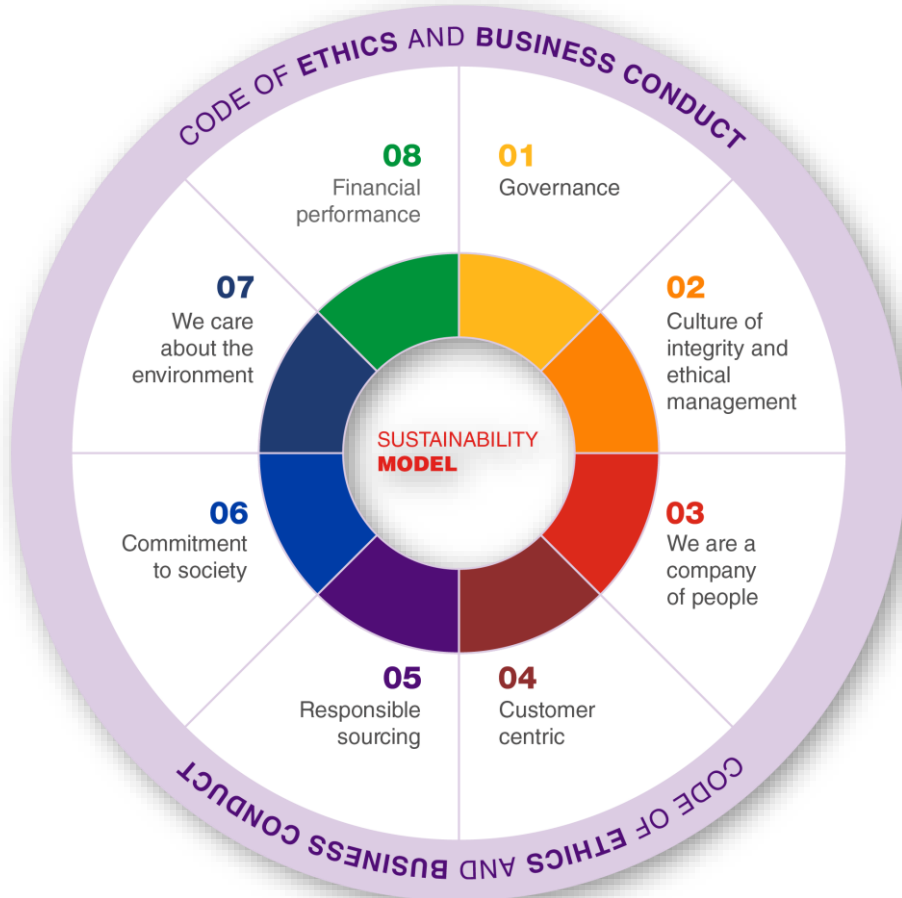 CODE OF ETHICS AND BUSINESS CONDUCT
01
Governance
02
Culture of
integrity and
ethical
management
03
We are a
company
of people
04
Customer
centric
05
Responsible
sourcing
06
Commitment
to society
07
We care
about the
environment
08
Financial
performance
SUSTAINABILITY
MODEL
CODE OF ETHICS AND BUSINESS CONDUCT